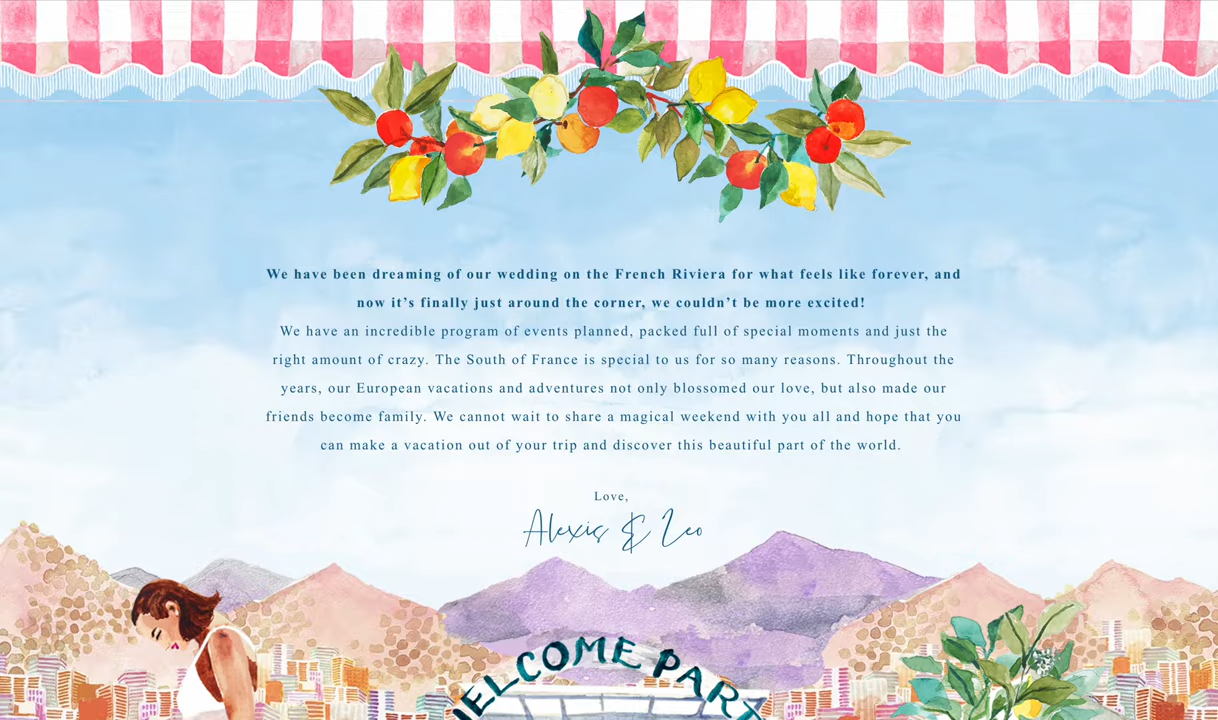 We have been dreaming of our wedding on the French Riviera for what feels like forever, and
now it’s finally just around the corner, we couldn’t be more excited!
We have an incredible program of events planned, packed full of special moments and just the
right amount of crazy. The South of France is special to us for so many reasons. Throughout the
years, our European vacations and adventures not only blossomed our love, but also made our
friends become family. We cannot wait to share a magical weekend with you all and hope that you
can make a vacation out of your trip and discover this beautiful part of the world.
Love,
Alexis & Leo